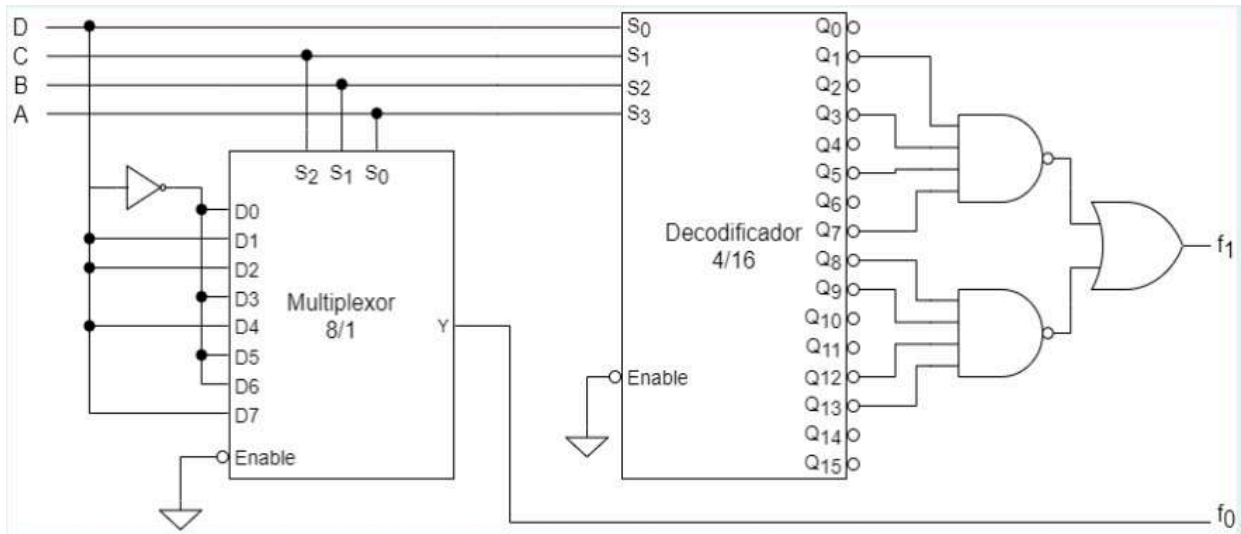 D
C
B
A
S0
S1
S2
S3
Q0
Q1
Q2
Q3
Q4
Q5
Q6
Q7
Q8
Q9
Q10
Q11
Q12
Q13
Q14
Q15
Decodificador
4/16
Enable
S2 S1 S0
D0
D1
D2
D3
D4
D5
D6
D7
Multiplexor
8/1
Y
Enable
f1
f0